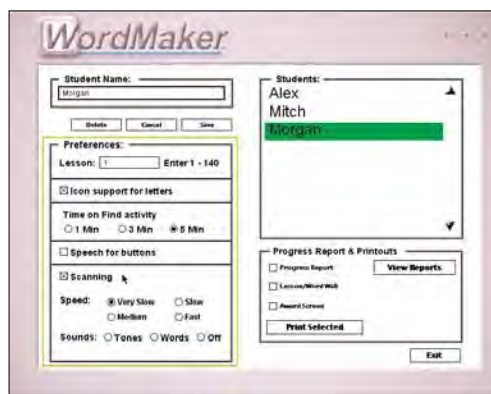 WordMaker
Student Name:
Morgan
Delete Cancel Save
Preferences:
Lesson: 1 Enter 1 - 140
Icon support for letters
Time on Find activity
1 Min 3 Min 5 Min
Speech for buttons
Scanning
Speed: Very Slow Slow
Medium Fast
Sounds: Tones Words Off
Students:
Alex
Mitch
Morgan
Progress Report & Printouts
Progress Report View Reports
Lesson/Word Wall
Award Screen
Print Selected
Exit